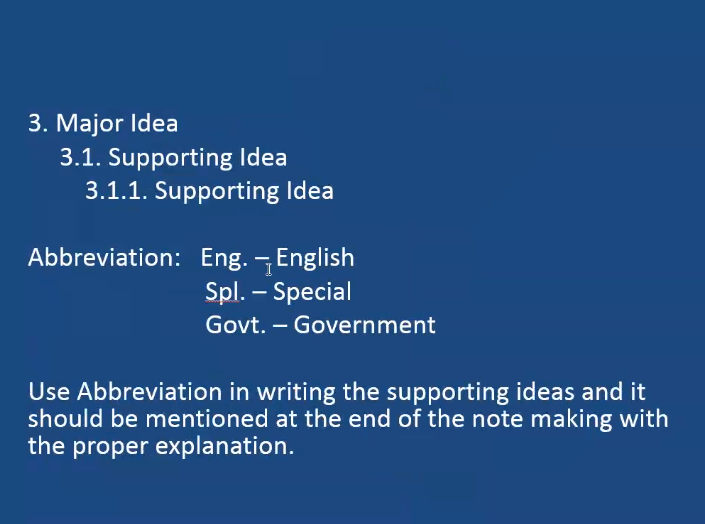 3. Major Idea
3.1. Supporting Idea
3.1.1. Supporting Idea
Abbreviation: Eng. – English
Spl. – Special
Govt. – Government
Use Abbreviation in writing the supporting ideas and it
should be mentioned at the end of the note making with
the proper explanation.